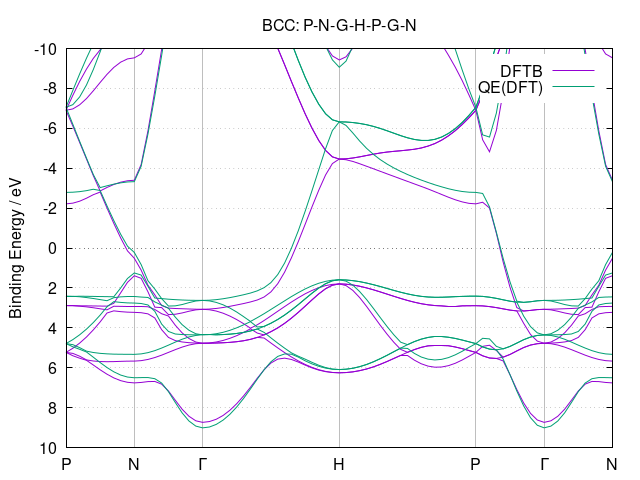 BCC: P-N-G-H-P-G-N
-10
-8
-6
-4
-2
0
2
4
6
8
10
Binding Energy / eV
DFTB
QE(DFT)
P N Γ H P Γ N